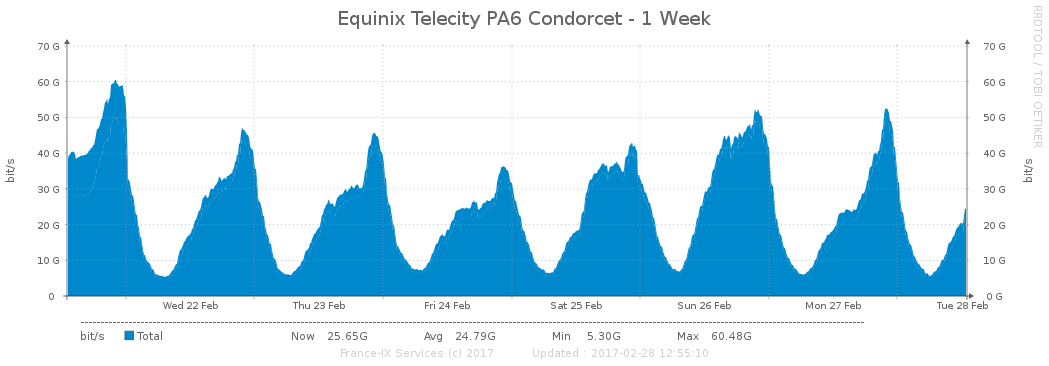 Equinix Telecity PA6 Condorcet - 1 Week
RRDTOOL / TOBI OETIKER
bit/s
70 G
60 G
50 G
40 G
30 G
20 G
10 G
0
70 G
60 G
50 G
40 G
30 G
20 G
10 G
0 G
bit/s
Wed 22 Feb Thu 23 Feb Fri 24 Feb Sat 25 Feb Sun 26 Feb Mon 27 Feb Tue 28 Feb
bit/s Total Now 25.65G Avg 24.79G Min 5.30G Max 60.48G
France-IX Services (c) 2017 Updated : 2017-02-28 12:55:10